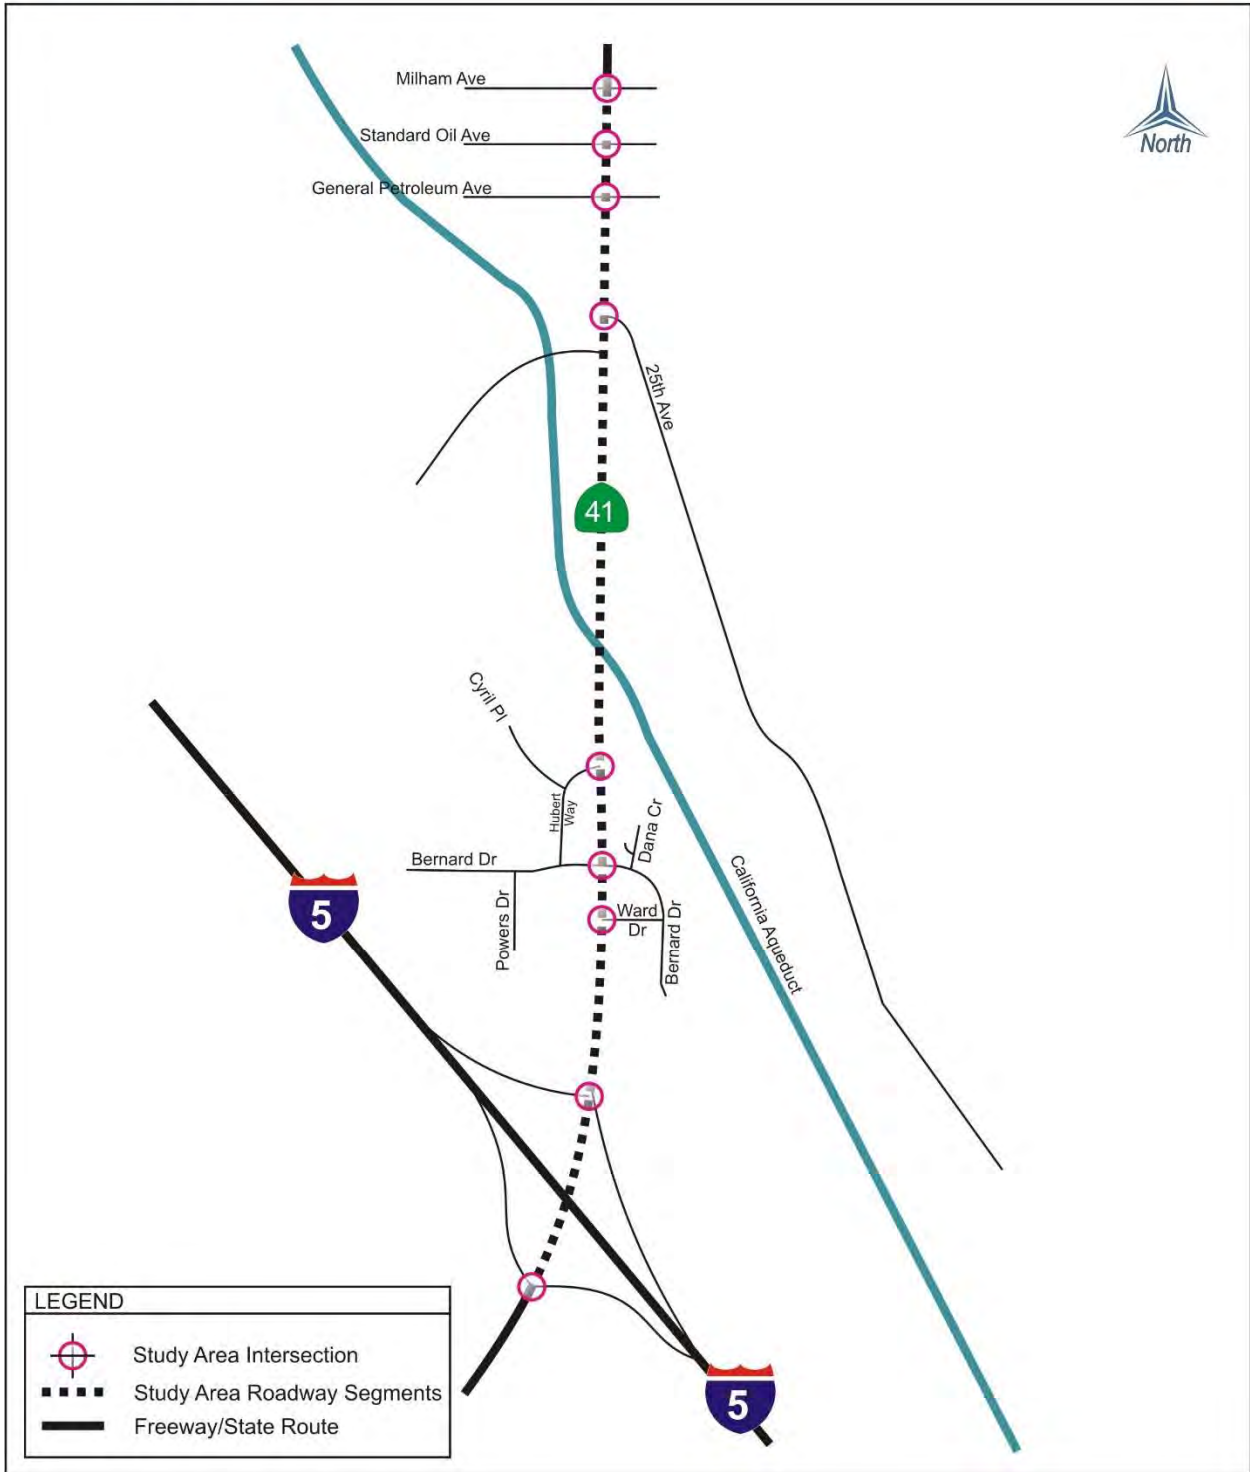 Milham Ave
North
Standard Oil Ave
General Petroleum Ave
25th Ave
41
Cyril Pl
Hubert
Way
Dana Cr
Bernard Dr
California Aqueduct
5
Powers Dr
Ward
Dr
Bernard Dr
LEGEND
Study Area Intersection
Study Area Roadway Segments
Freeway/State Route
5